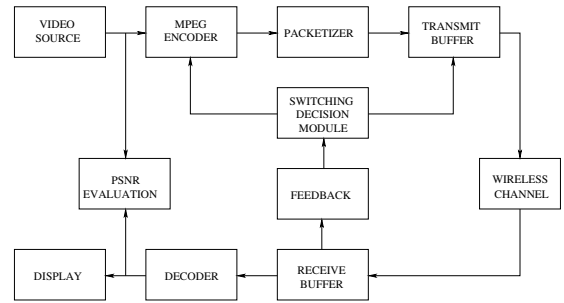 VIDEO
SOURCE
MPEG
ENCODER
PACKETIZER
TRANSMIT
BUFFER
SWITCHING
DECISION
MODULE
PSNR
EVALUATION
FEEDBACK
WIRELESS
CHANNEL
DISPLAY
DECODER
RECEIVE
BUFFER